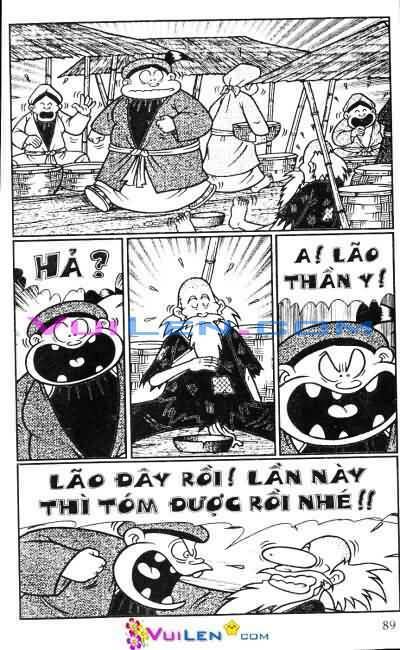 HẢ?
A! LÃO
THẦN Y!
VUILEN.COM
LÃO ĐÂY RỒI! LẦN NÀY
THÌ TÓM ĐƯỢC RỒI NHÉ!!
89
VUILEN.COM